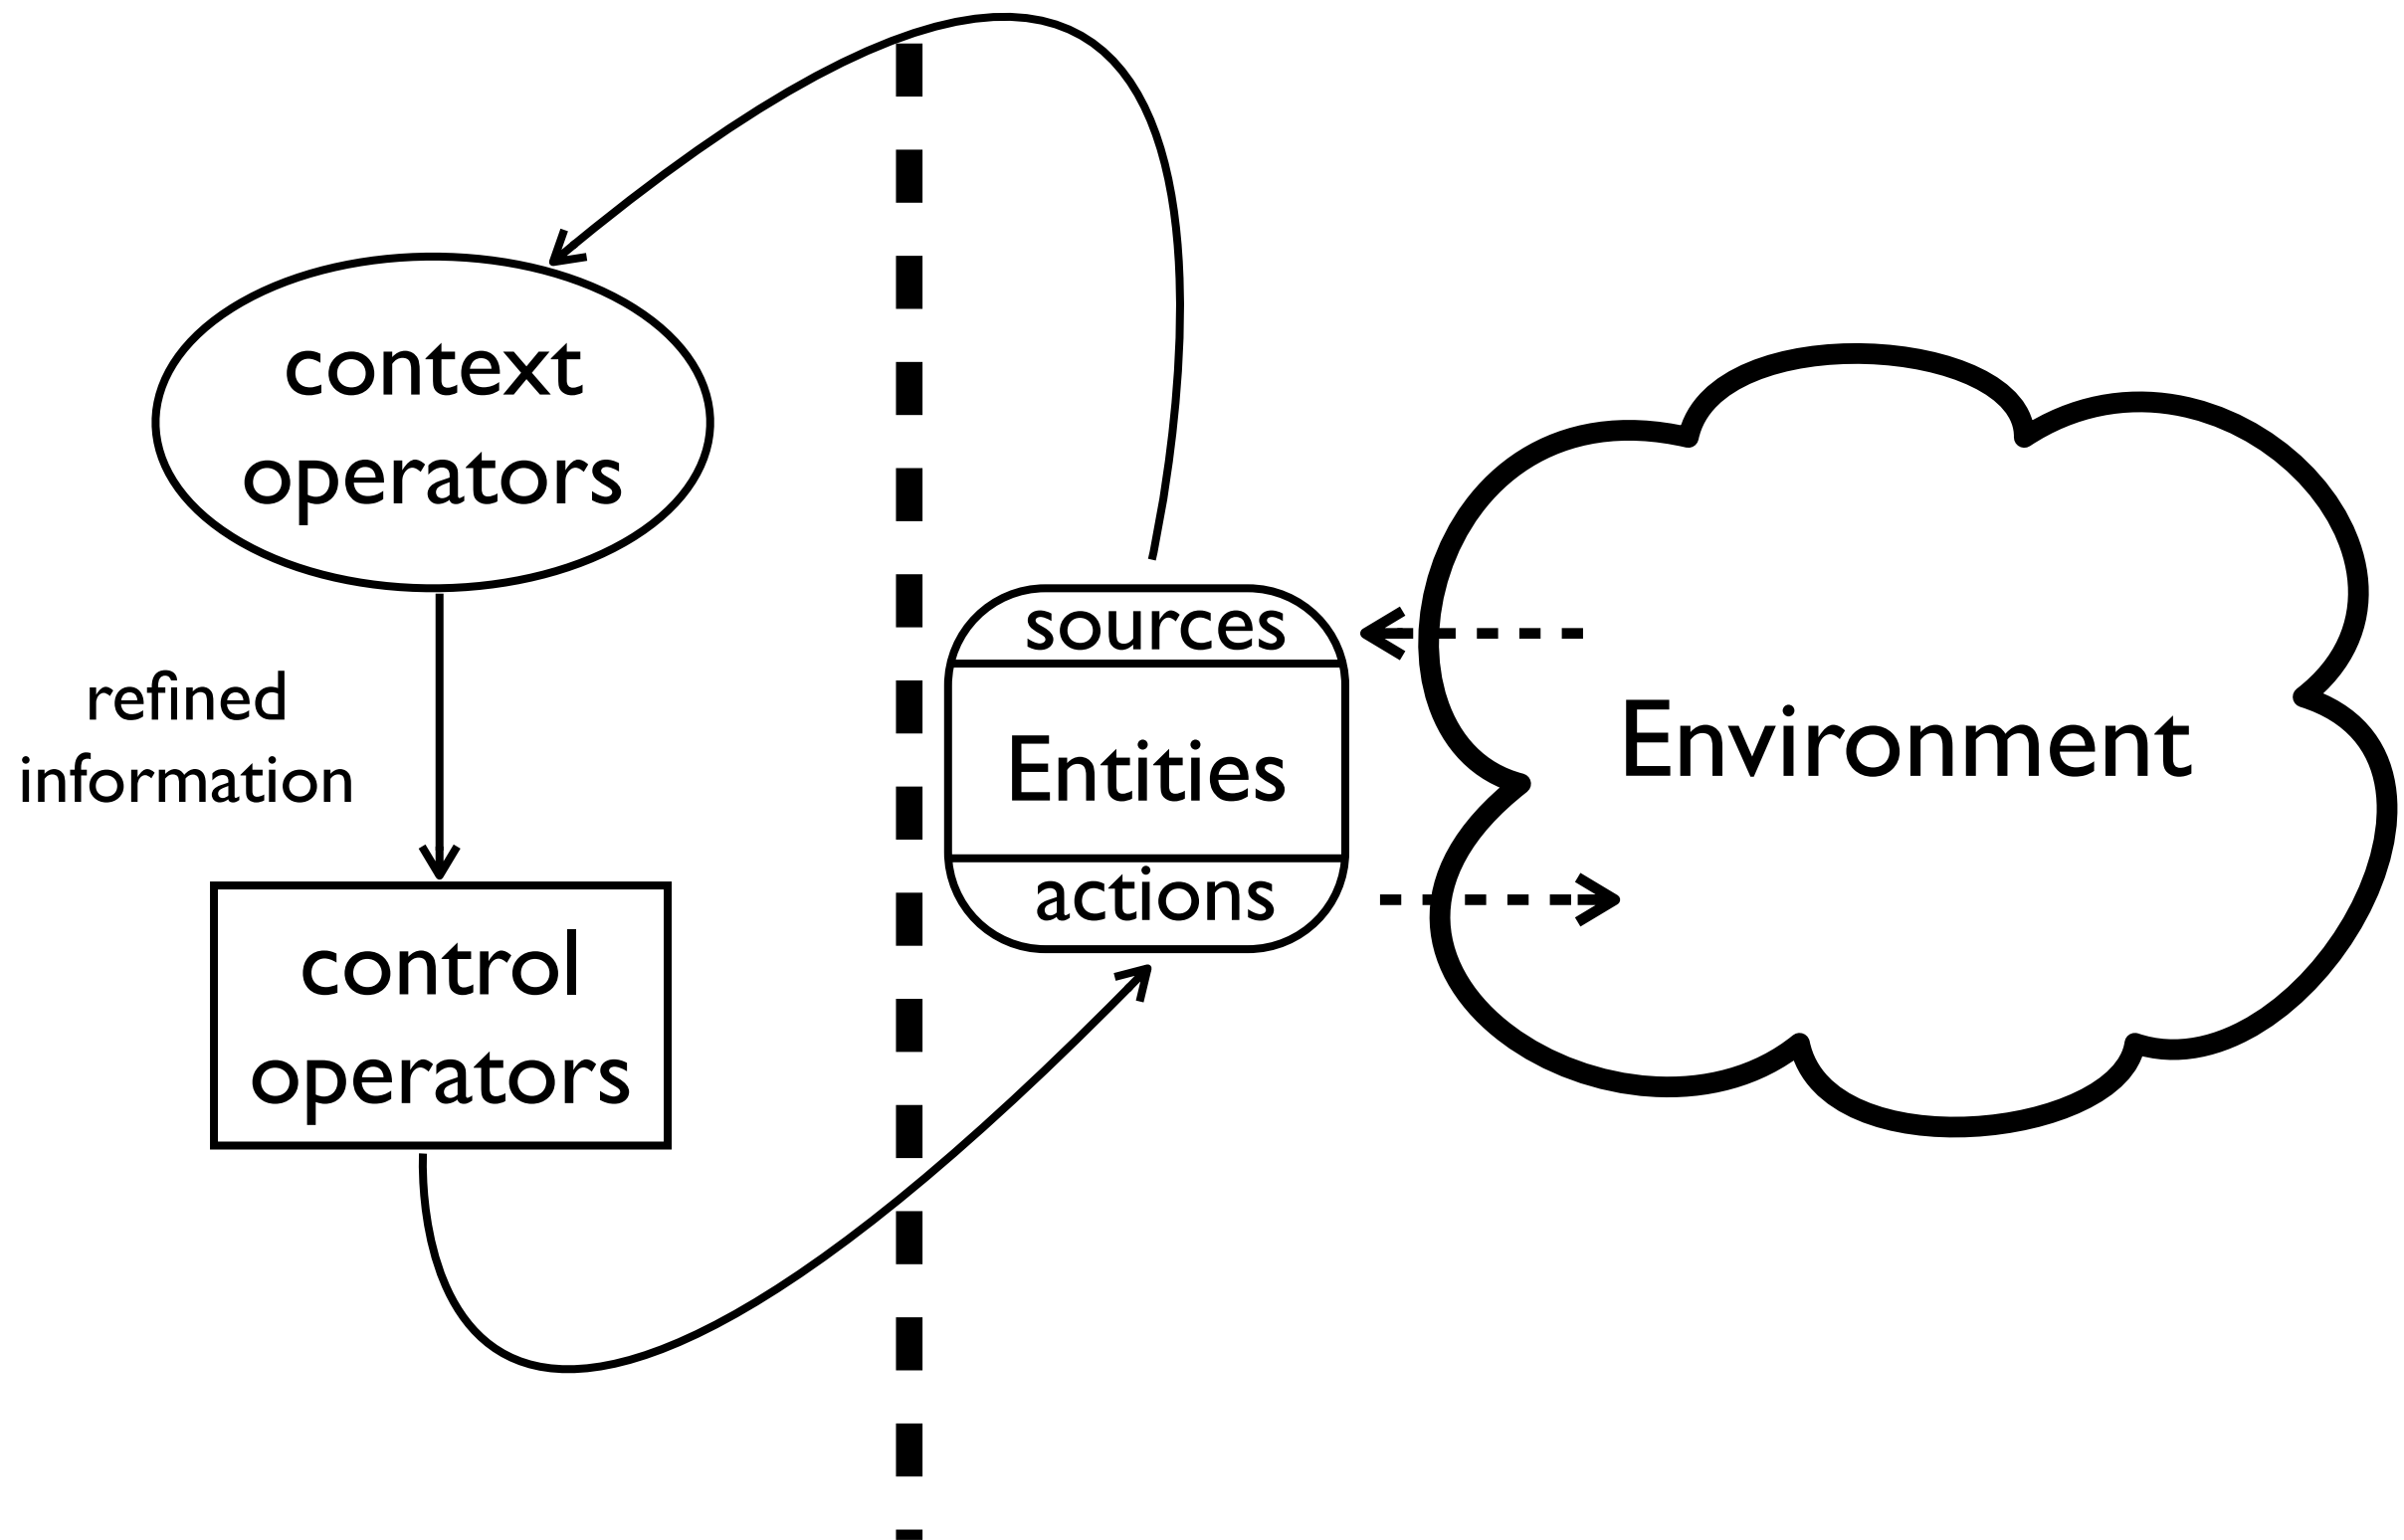 context
operators
refined
information
control
operators
sources
Entities
actions
Environment